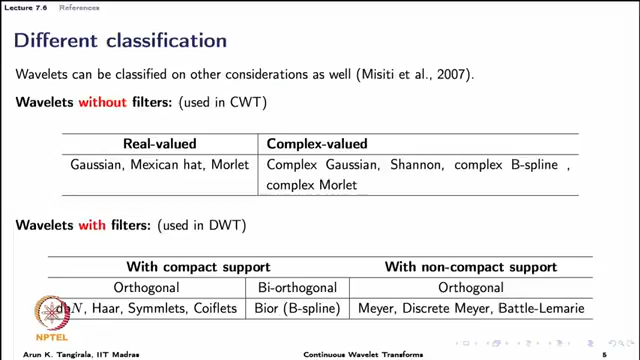 Lecture 7.6 References
Different classification
Wavelets can be classified on other considerations as well (Misiti et al., 2007).
Wavelets without filters: (used in CWT)
Real-valued Complex-valued
Gaussian, Mexican hat, Morlet Complex Gaussian, Shannon, complex B-spline ,
complex Morlet
Wavelets with filters: (used in DWT)
With compact support With non-compact support
Orthogonal Bi-orthogonal Orthogonal
dbN, Haar, Symmlets, Coiflets Bior (B-spline) Meyer, Discrete Meyer, Battle-Lemarie
NPTEL
Arun K. Tangirala, IIT Madras Continuous Wavelet Transforms 5